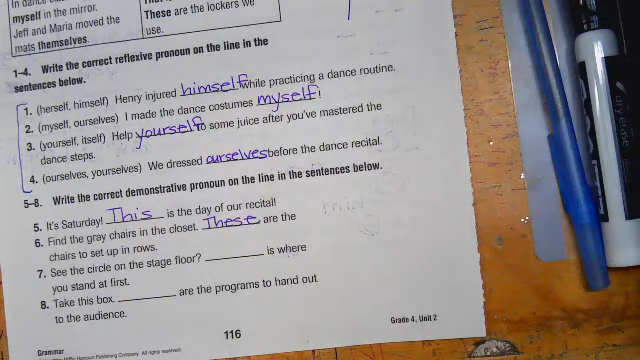 myself in the mirror.
Jeff and Maria moved the
mats themselves.
These are the lockers we
use.
1–4. Write the correct reflexive pronoun on the line in the
sentences below.
1. (herself, himself) Henry injured himself while practicing a dance routine.
2. (myself, ourselves) I made the dance costumes myself!
3. (yourself, itself) Help yourself to some juice after you've mastered the
dance steps.
4. (ourselves, yourselves) We dressed ourselves before the dance recital.
5–8. Write the correct demonstrative pronoun on the line in the sentences below.
5. It's Saturday! This is the day of our recital!
6. Find the gray chairs in the closet. These are the
chairs to set up in rows.
7. See the circle on the stage floor? ________ is where
you stand at first.
8. Take this box. ________ are the programs to hand out
to the audience.
Grammar
116
Grade 4, Unit 2
Harcourt Publishing Company. All rights reserved.
dry erase